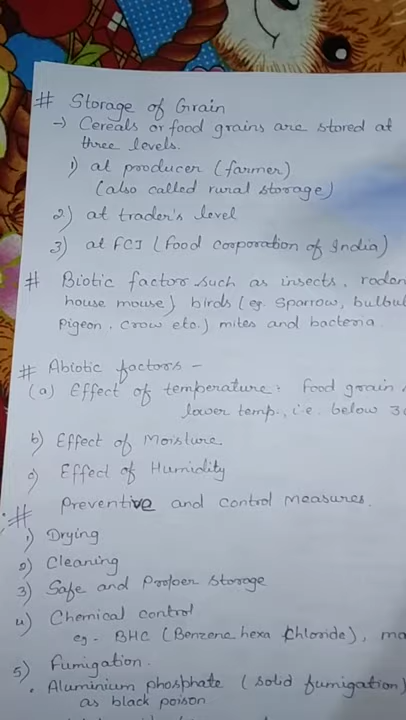 # Storage of Grain
→ Cereals or food grains are stored at
three levels.
1) at producer (farmer)
(also called rural storage)
2) at trader's level
3) at FCI (Food corporation of India)
# Biotic factors such as insects, roden
house mouse) birds (eg. Sparrow, bulbul
Pigeon, Crow etc.) mites and bacteria
# Abiotic factors -
(a) Effect of temperature: Food grain
lower temp., i.e. below 30
b) Effect of Moisture.
c) Effect of Humidity
# Preventive and control Measures.
1) Drying
2) Cleaning
3) Safe and Proper Storage
4) Chemical control
eg - BHC (Benzene hexa Chloride), ma
5) Fumigation.
• Aluminium phosphate (solid fumigation)
as black poison